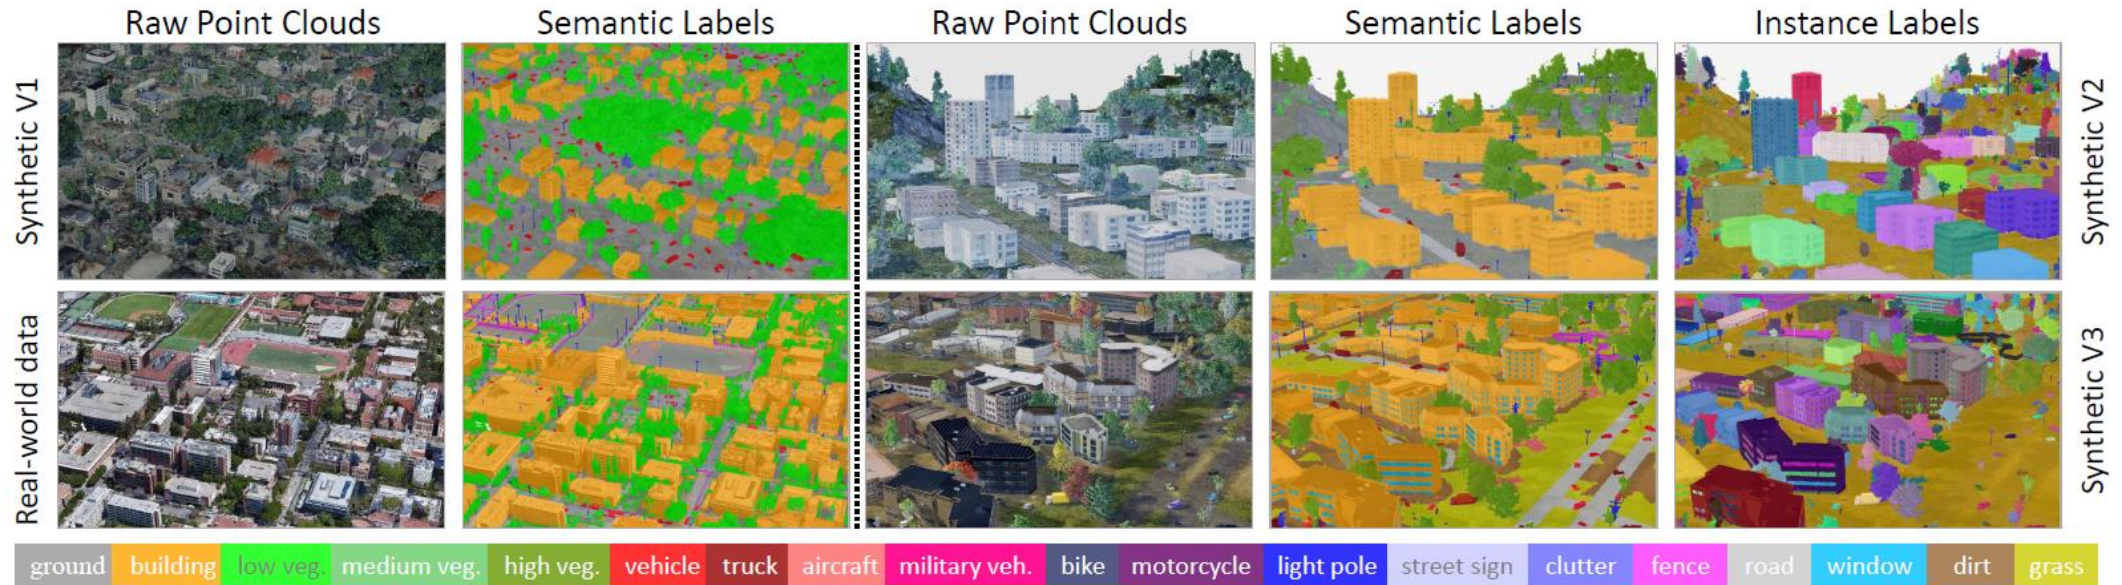 Raw Point Clouds Semantic Labels Raw Point Clouds Semantic Labels Instance Labels
Synthetic V1
Synthetic V2
Real-world data
Synthetic V3
ground building low veg. medium veg. high veg. vehicle truck aircraft military veh. bike motorcycle light pole street sign clutter fence road window dirt grass